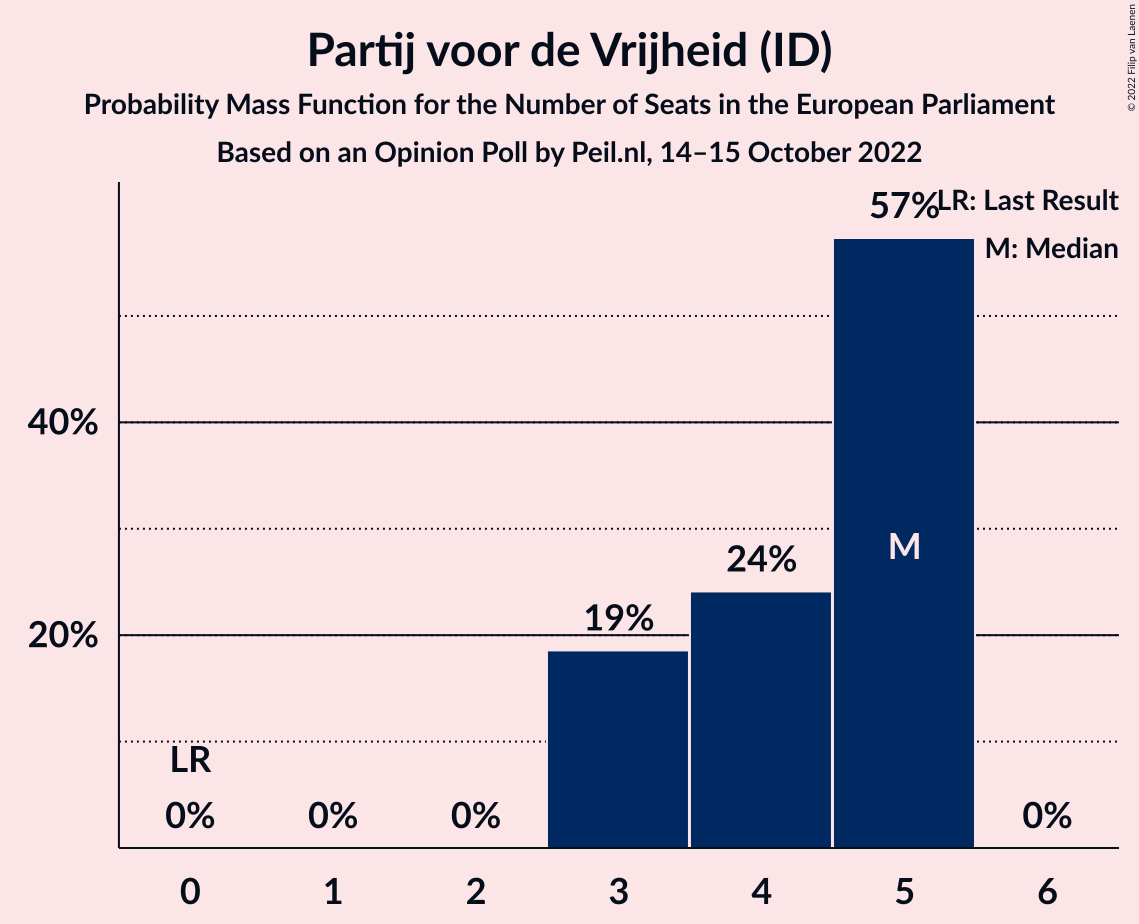 Partij voor de Vrijheid (ID)
Probability Mass Function for the Number of Seats in the European Parliament
Based on an Opinion Poll by Peil.nl, 14–15 October 2022
© 2022 Filip van Laenen
57%
LR: Last Result
M: Median
40%
M
24%
19%
20%
LR
0%
0%
0%
0%
0 1 2 3 4 5 6